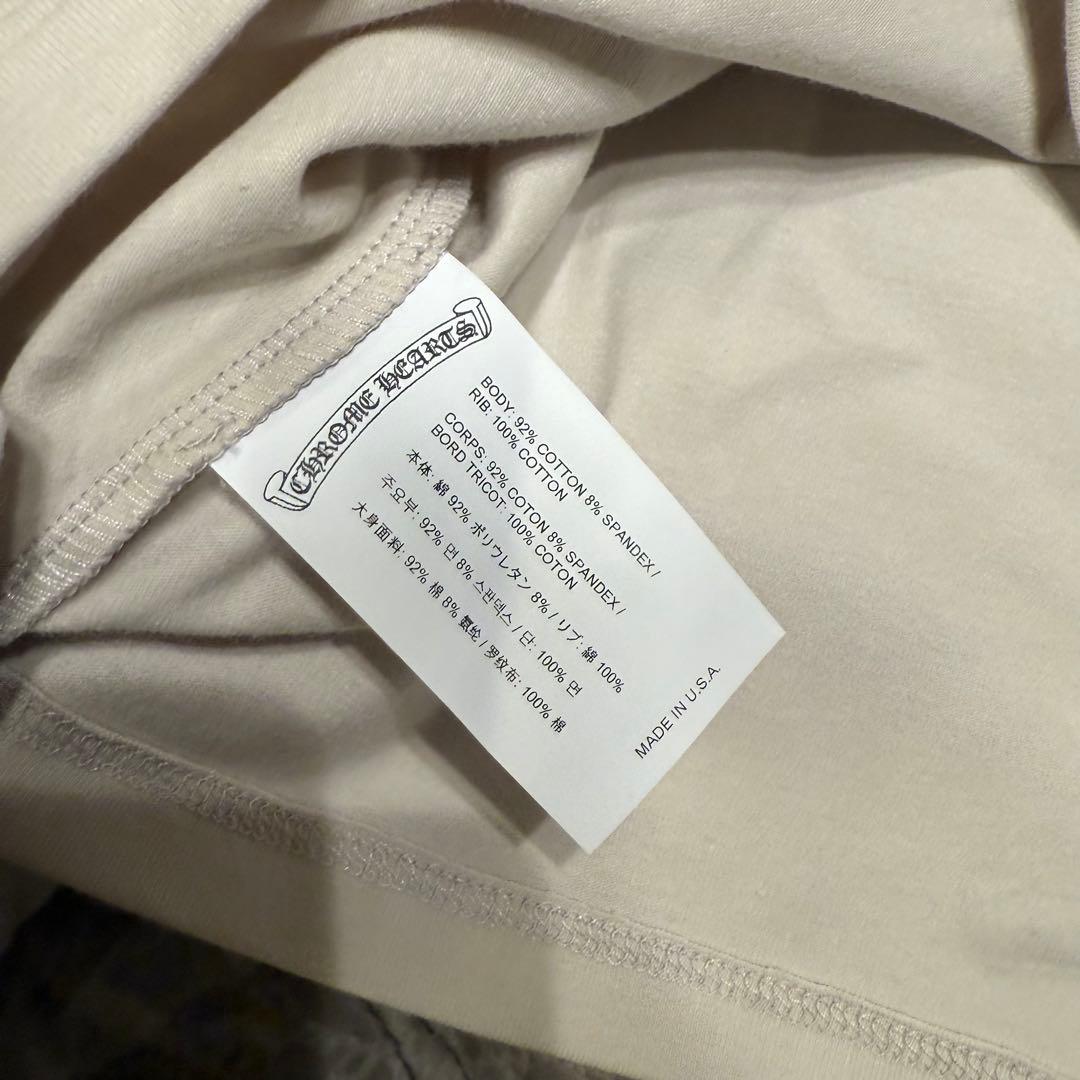 CHROME HEARTS
BODY: 92% COTTON 8% SPANDEX /
RIB: 100% COTTON
CORPS: 92% COTON 8% SPANDEX /
BORD TRICOT: 100% COTON
本体: 綿 92% ポリウレタン 8% / リブ: 綿 100%
주요부: 92% 면 8% 스판덱스 / 단: 100% 면
大身面料: 92% 棉 8% 氨纶 / 罗纹布: 100% 棉
MADE IN U.S.A.